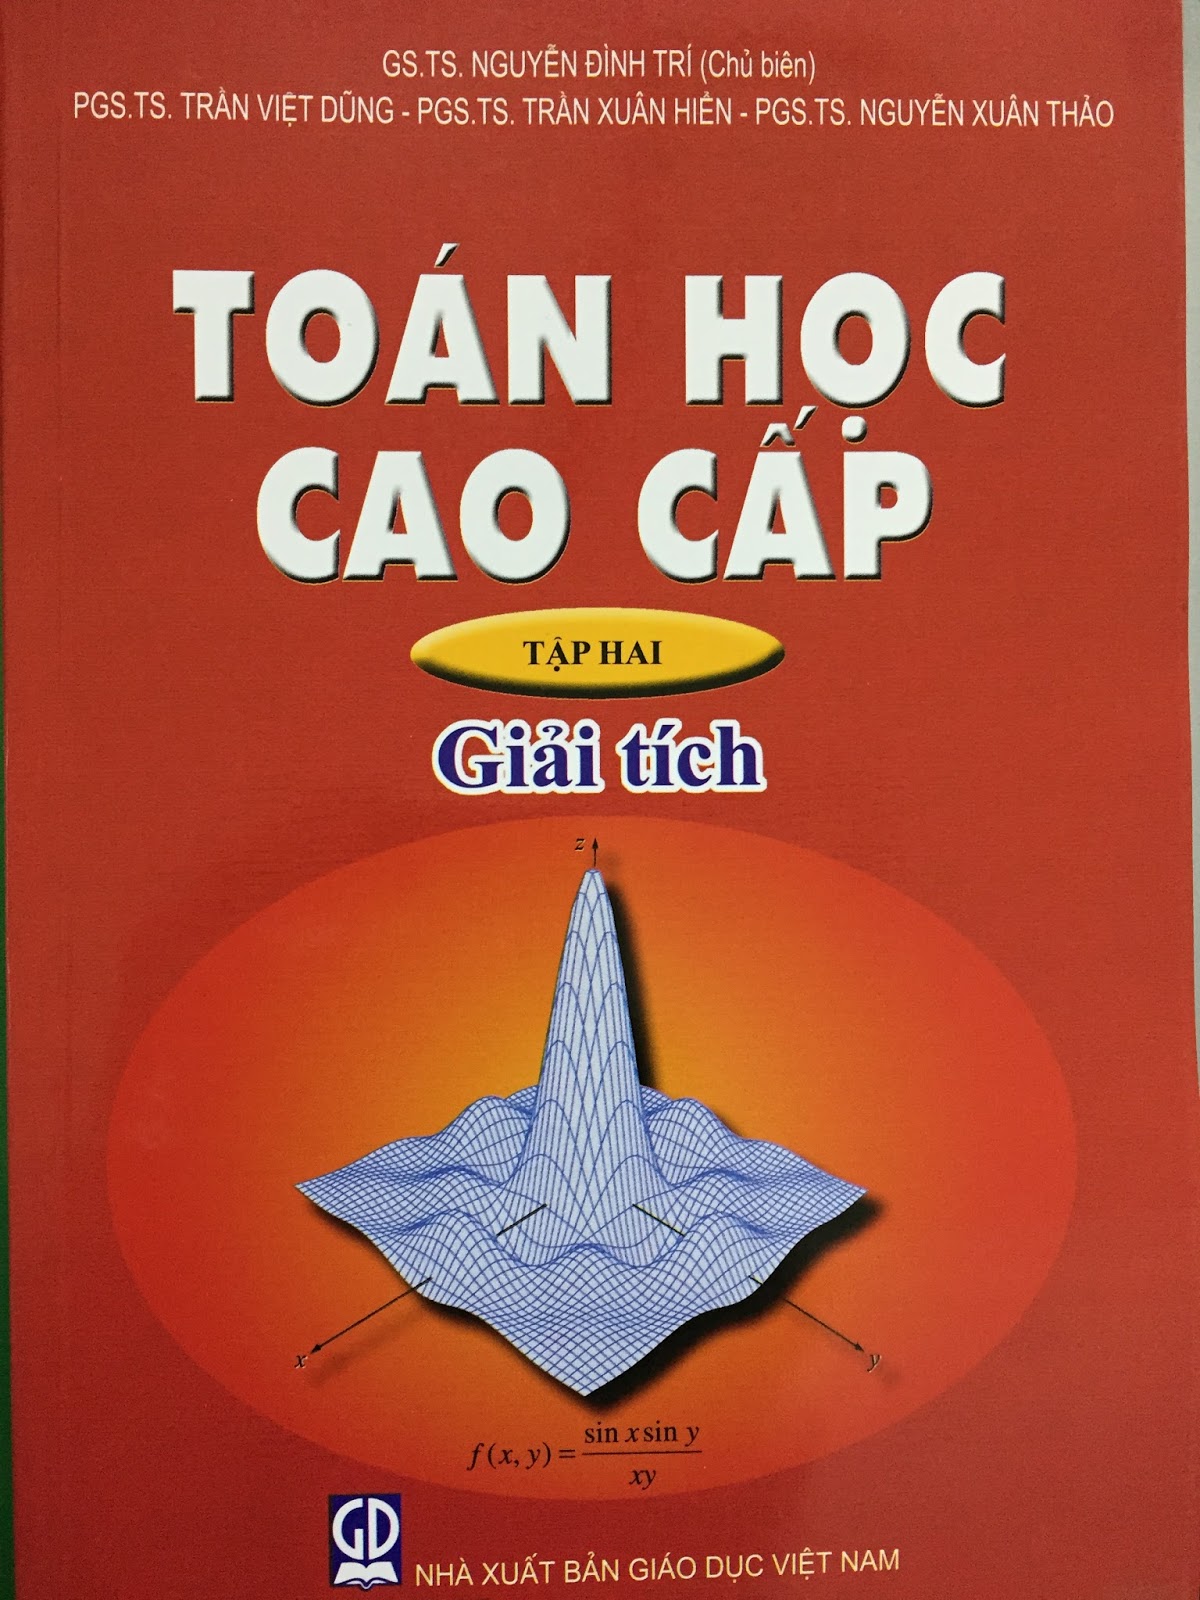 GS.TS. NGUYỄN ĐÌNH TRÍ (Chủ biên)
PGS.TS. TRẦN VIỆT DŨNG - PGS.TS. TRẦN XUÂN HIỂN - PGS.TS. NGUYỄN XUÂN THẢO
TOÁN HỌC
CAO CẤP
TẬP HAI
Giải tích
z
x
y
f(x, y) = \frac{sin x sin y}{xy}
GD
NHÀ XUẤT BẢN GIÁO DỤC VIỆT NAM